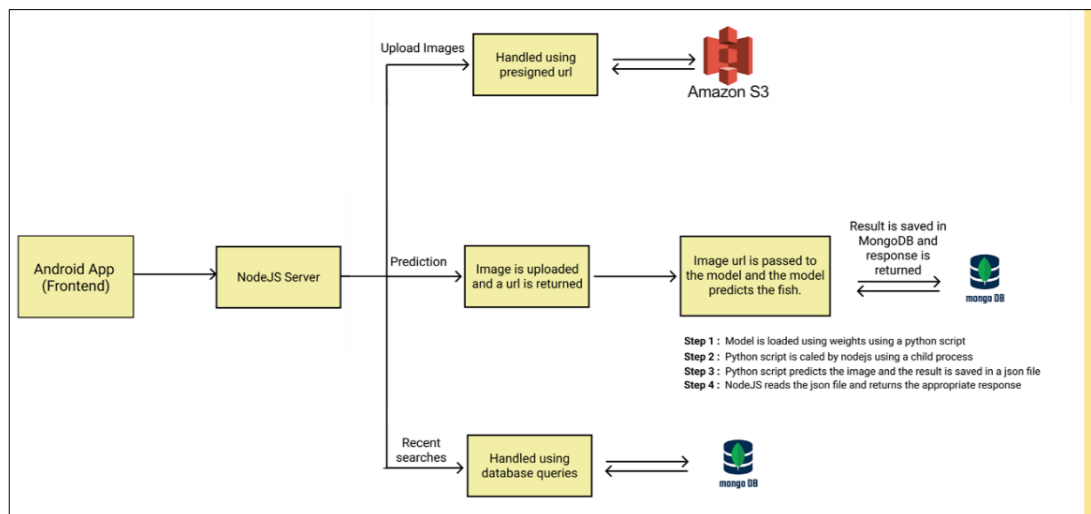 Upload Images
Handled using
presigned url
Amazon S3
Android App
(Frontend)
NodeJS Server
Prediction
Image is uploaded
and a url is returned
Image url is passed to
the model and the model
predicts the fish.
Result is saved in
MongoDB and
response is
returned
mongo DB
Step 1 : Model is loaded using weights using a python script
Step 2 : Python script is caled by nodejs using a child process
Step 3 : Python script predicts the image and the result is saved in a json file
Step 4 : NodeJS reads the json file and returns the appropriate response
Recent
searches
Handled using
database queries
mongo DB